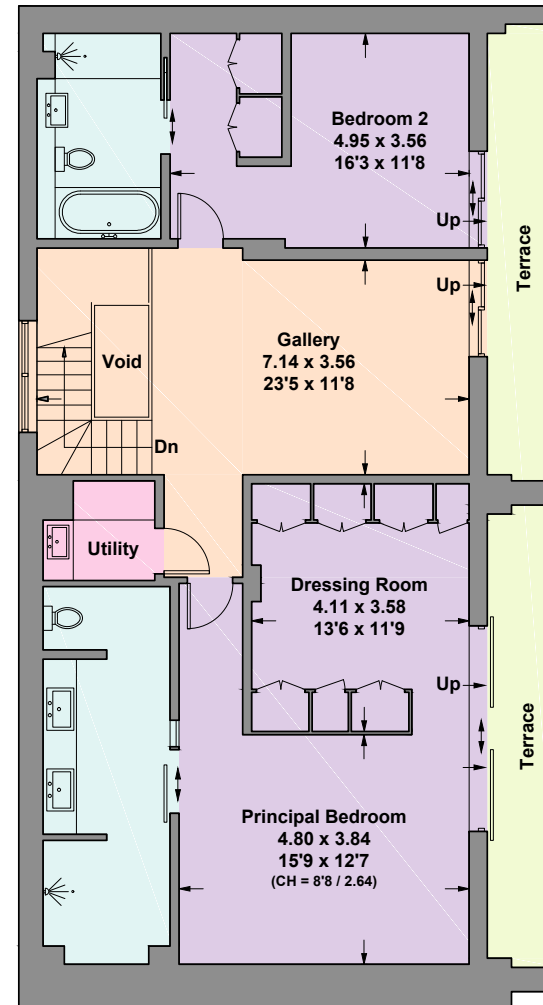 Bedroom 2
4.95 x 3.56
16'3 x 11'8
Up
Terrace
Up
Gallery
7.14 x 3.56
23'5 x 11'8
Void
Dn
Utility
Dressing Room
4.11 x 3.58
13'6 x 11'9
Up
Terrace
Principal Bedroom
4.80 x 3.84
15'9 x 12'7
(CH = 8'8 / 2.64)